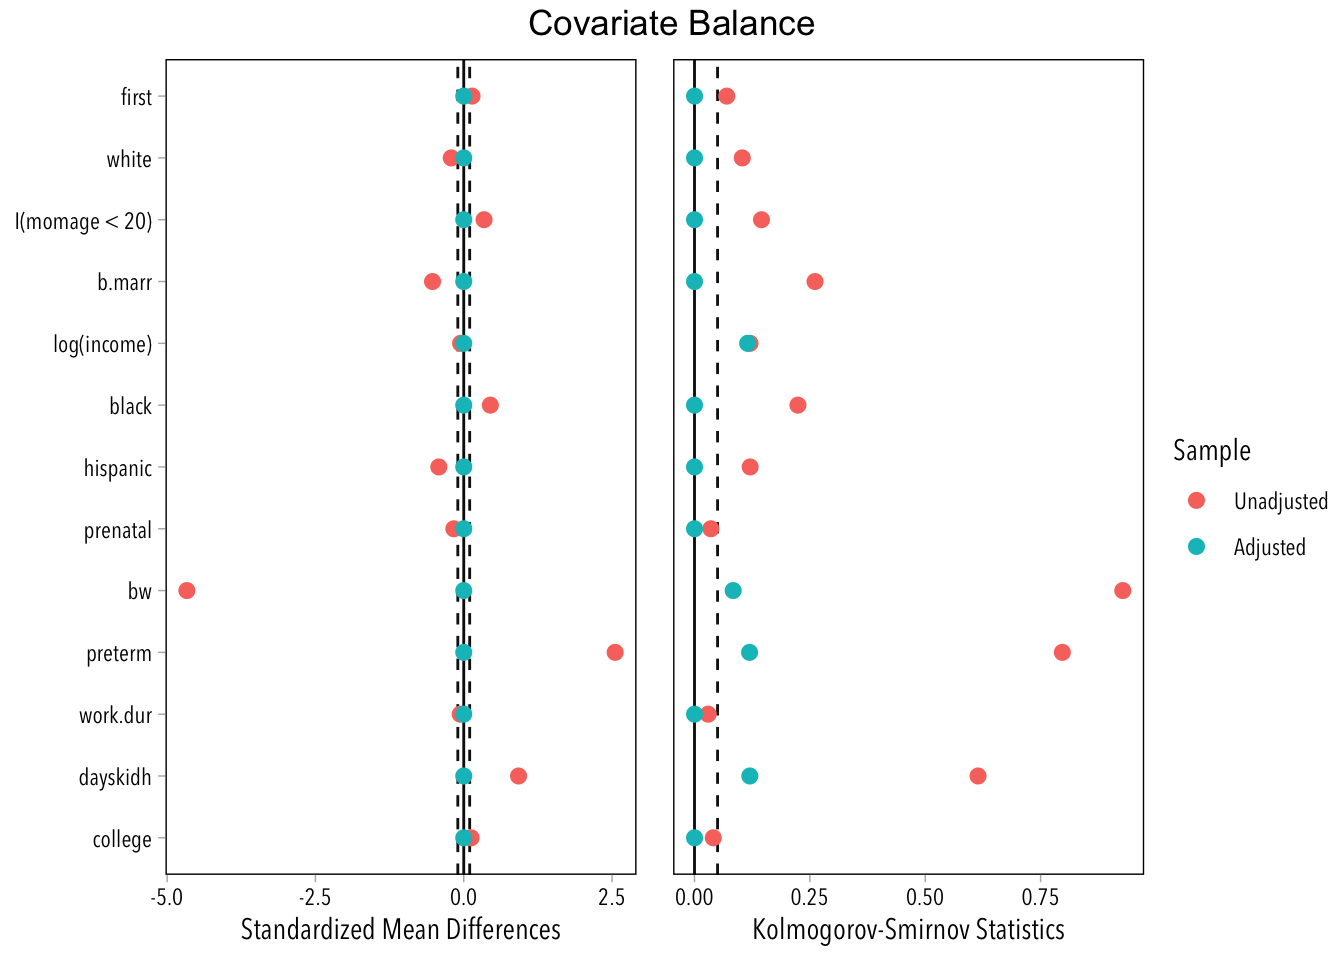 Covariate Balance
first
white
I(momage < 20)
b.marr
log(income)
black
hispanic
prenatal
bw
preterm
work.dur
dayskidh
college
-5.0 -2.5 0.0 2.5
Standardized Mean Differences
0.00 0.25 0.50 0.75
Kolmogorov-Smirnov Statistics
Sample
Unadjusted
Adjusted